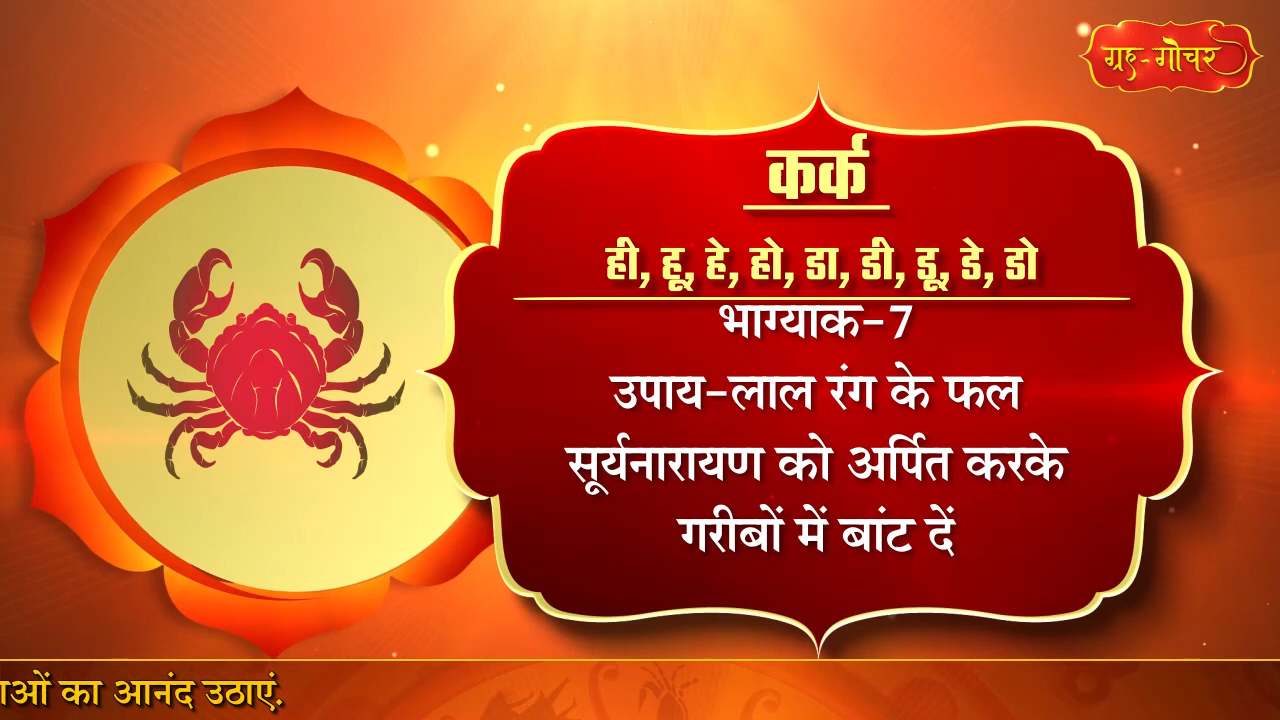 ग्रह-गोचर
कर्क
ही, हू, हे, हो, डा, डी, डू, डे, डो
भाग्याक-7
उपाय-लाल रंग के फल
सूर्यनारायण को अर्पित करके
गरीबों में बांट दें
का आनंद उठाएं.